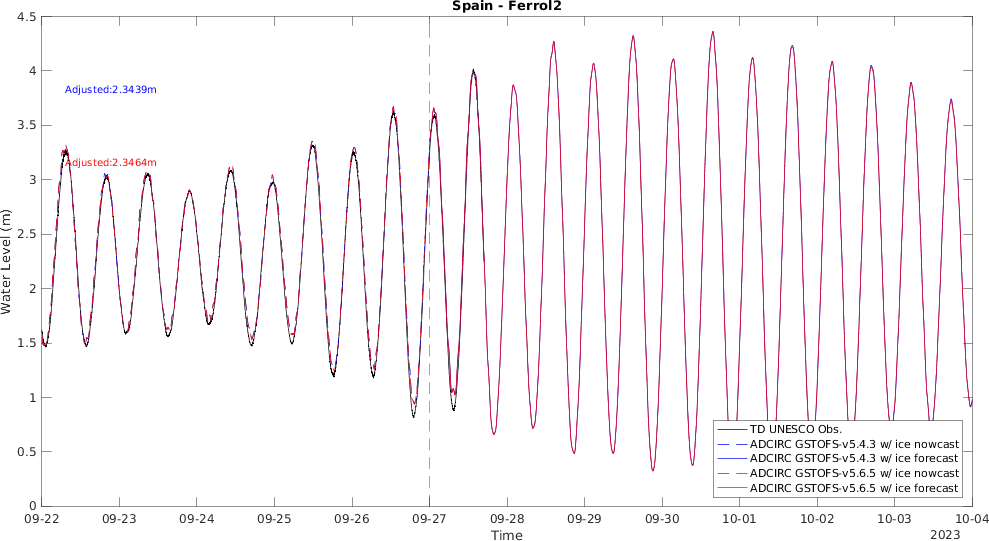 Spain - Ferrol2
4.5
4
3.5
3
2.5
2
1.5
1
0.5
0
Water Level (m)
Adjusted:2.3439m
Adjusted:2.3464m
TD UNESCO Obs.
ADCIRC GSTOFS-v5.4.3 w/ ice nowcast
ADCIRC GSTOFS-v5.4.3 w/ ice forecast
ADCIRC GSTOFS-v5.6.5 w/ ice nowcast
ADCIRC GSTOFS-v5.6.5 w/ ice forecast
09-22 09-23 09-24 09-25 09-26 09-27 09-28 09-29 09-30 10-01 10-02 10-03 10-04
Time
2023